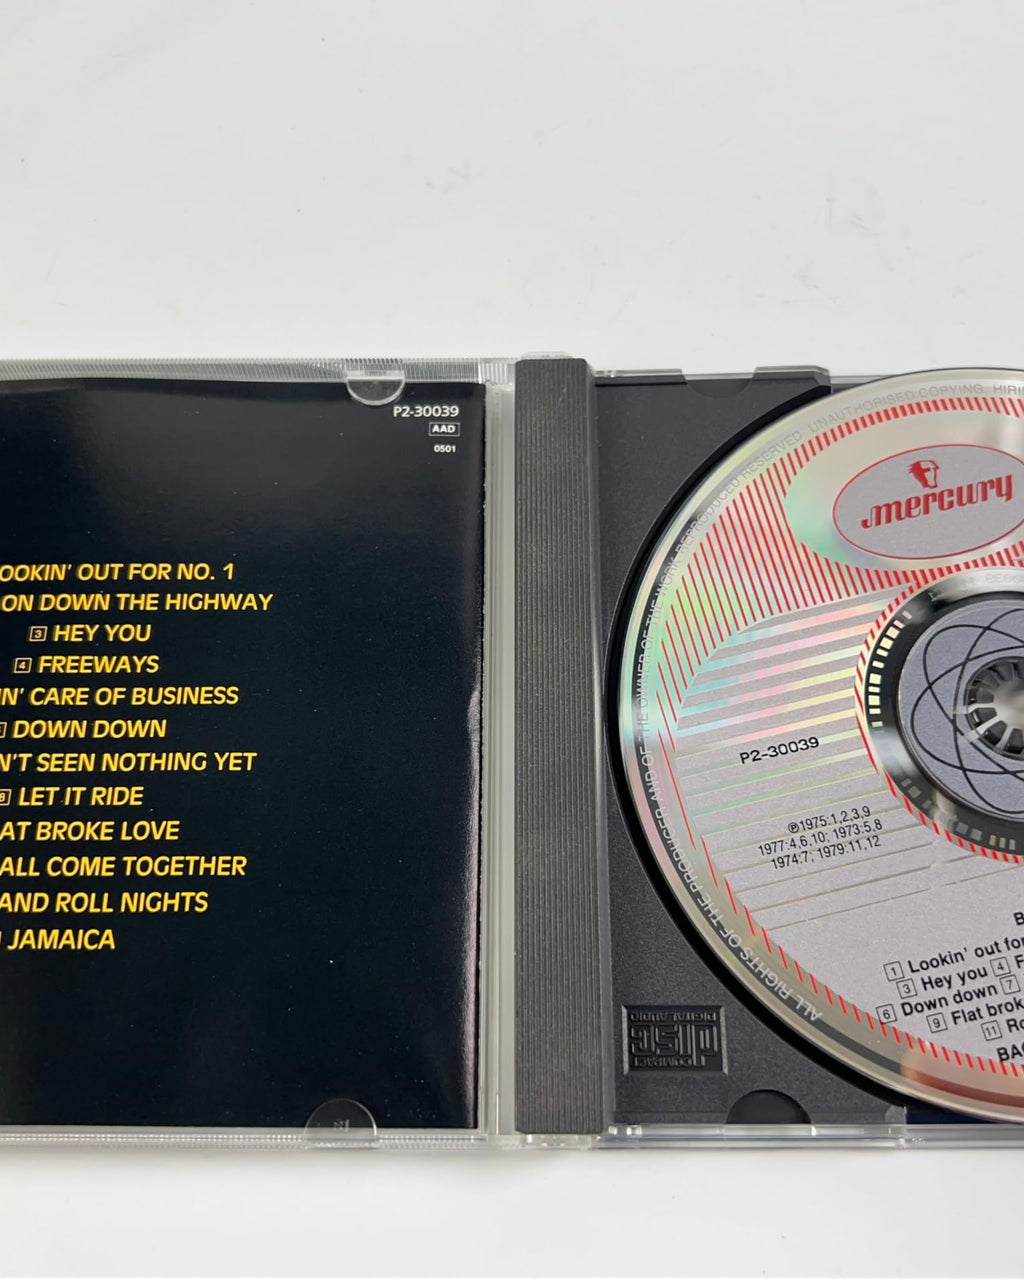 P2-30039
AAD
0501
OOKIN' OUT FOR NO. 1
ON DOWN THE HIGHWAY
3 HEY YOU
4 FREEWAYS
IN' CARE OF BUSINESS
DOWN DOWN
N'T SEEN NOTHING YET
8 LET IT RIDE
AT BROKE LOVE
ALL COME TOGETHER
AND ROLL NIGHTS
JAMAICA
ALL RIGHTS OF THE PRODUCER AND OF THE OWNER OF THE WORK REPRODUCED RESERVED UNAUTHORISED COPYING. HIRI
mercury
P2-30039
℗1975:1,2,3,9
1977:4,6,10; 1973:5,8
1974:7; 1979:11,12
B
1 Lookin' out for
3 Hey you 4 F
6 Down down 7
9 Flat brok
11 Ro
BAC
COMPACT
disc
DIGITAL AUDIO